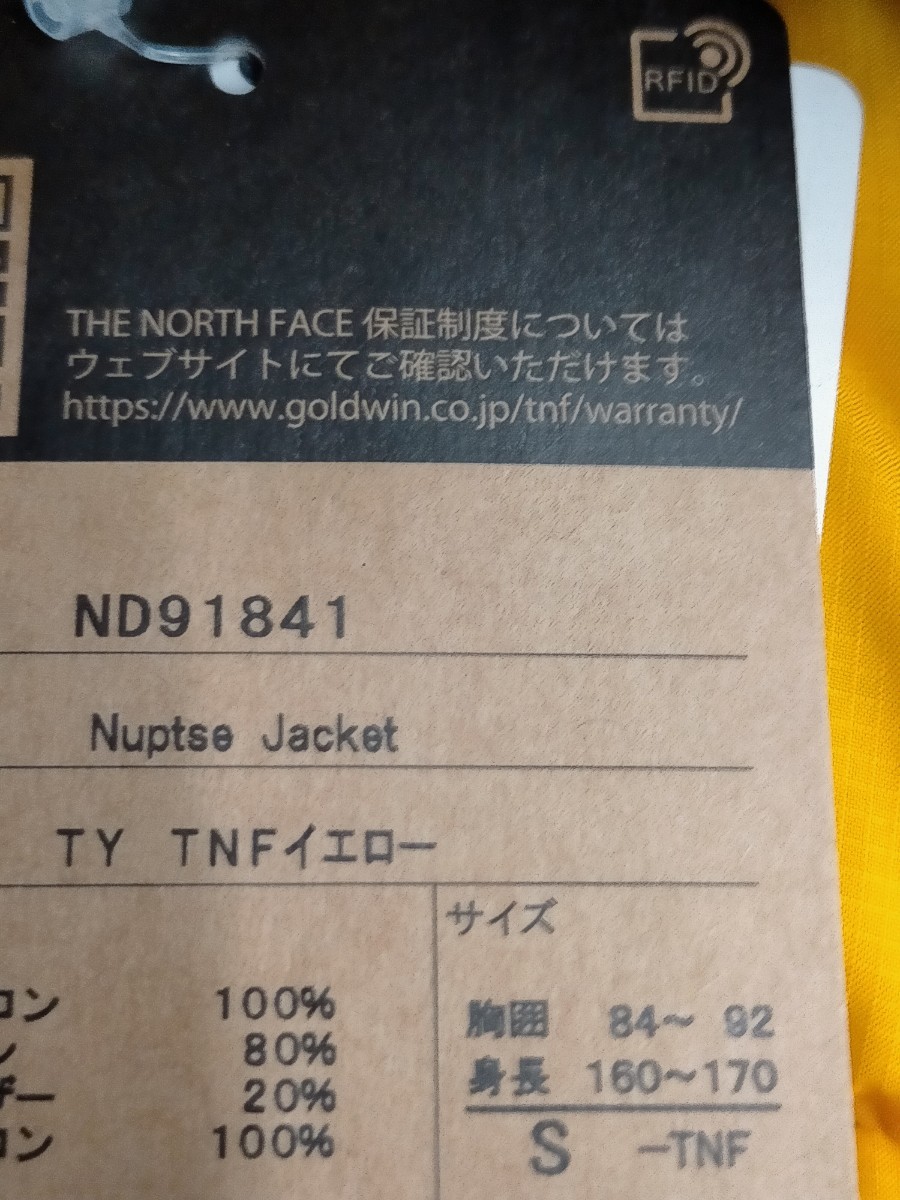 RFID
THE NORTH FACE 保証制度については
ウェブサイトにてご確認いただけます。
https://www.goldwin.co.jp/tnf/warranty/
ND91841
Nuptse Jacket
TY TNFイエロー
サイズ
ロン 100%
ン 80%
ザー 20%
ロン 100%
胸囲 84～ 92
身長 160～170
S -TNF